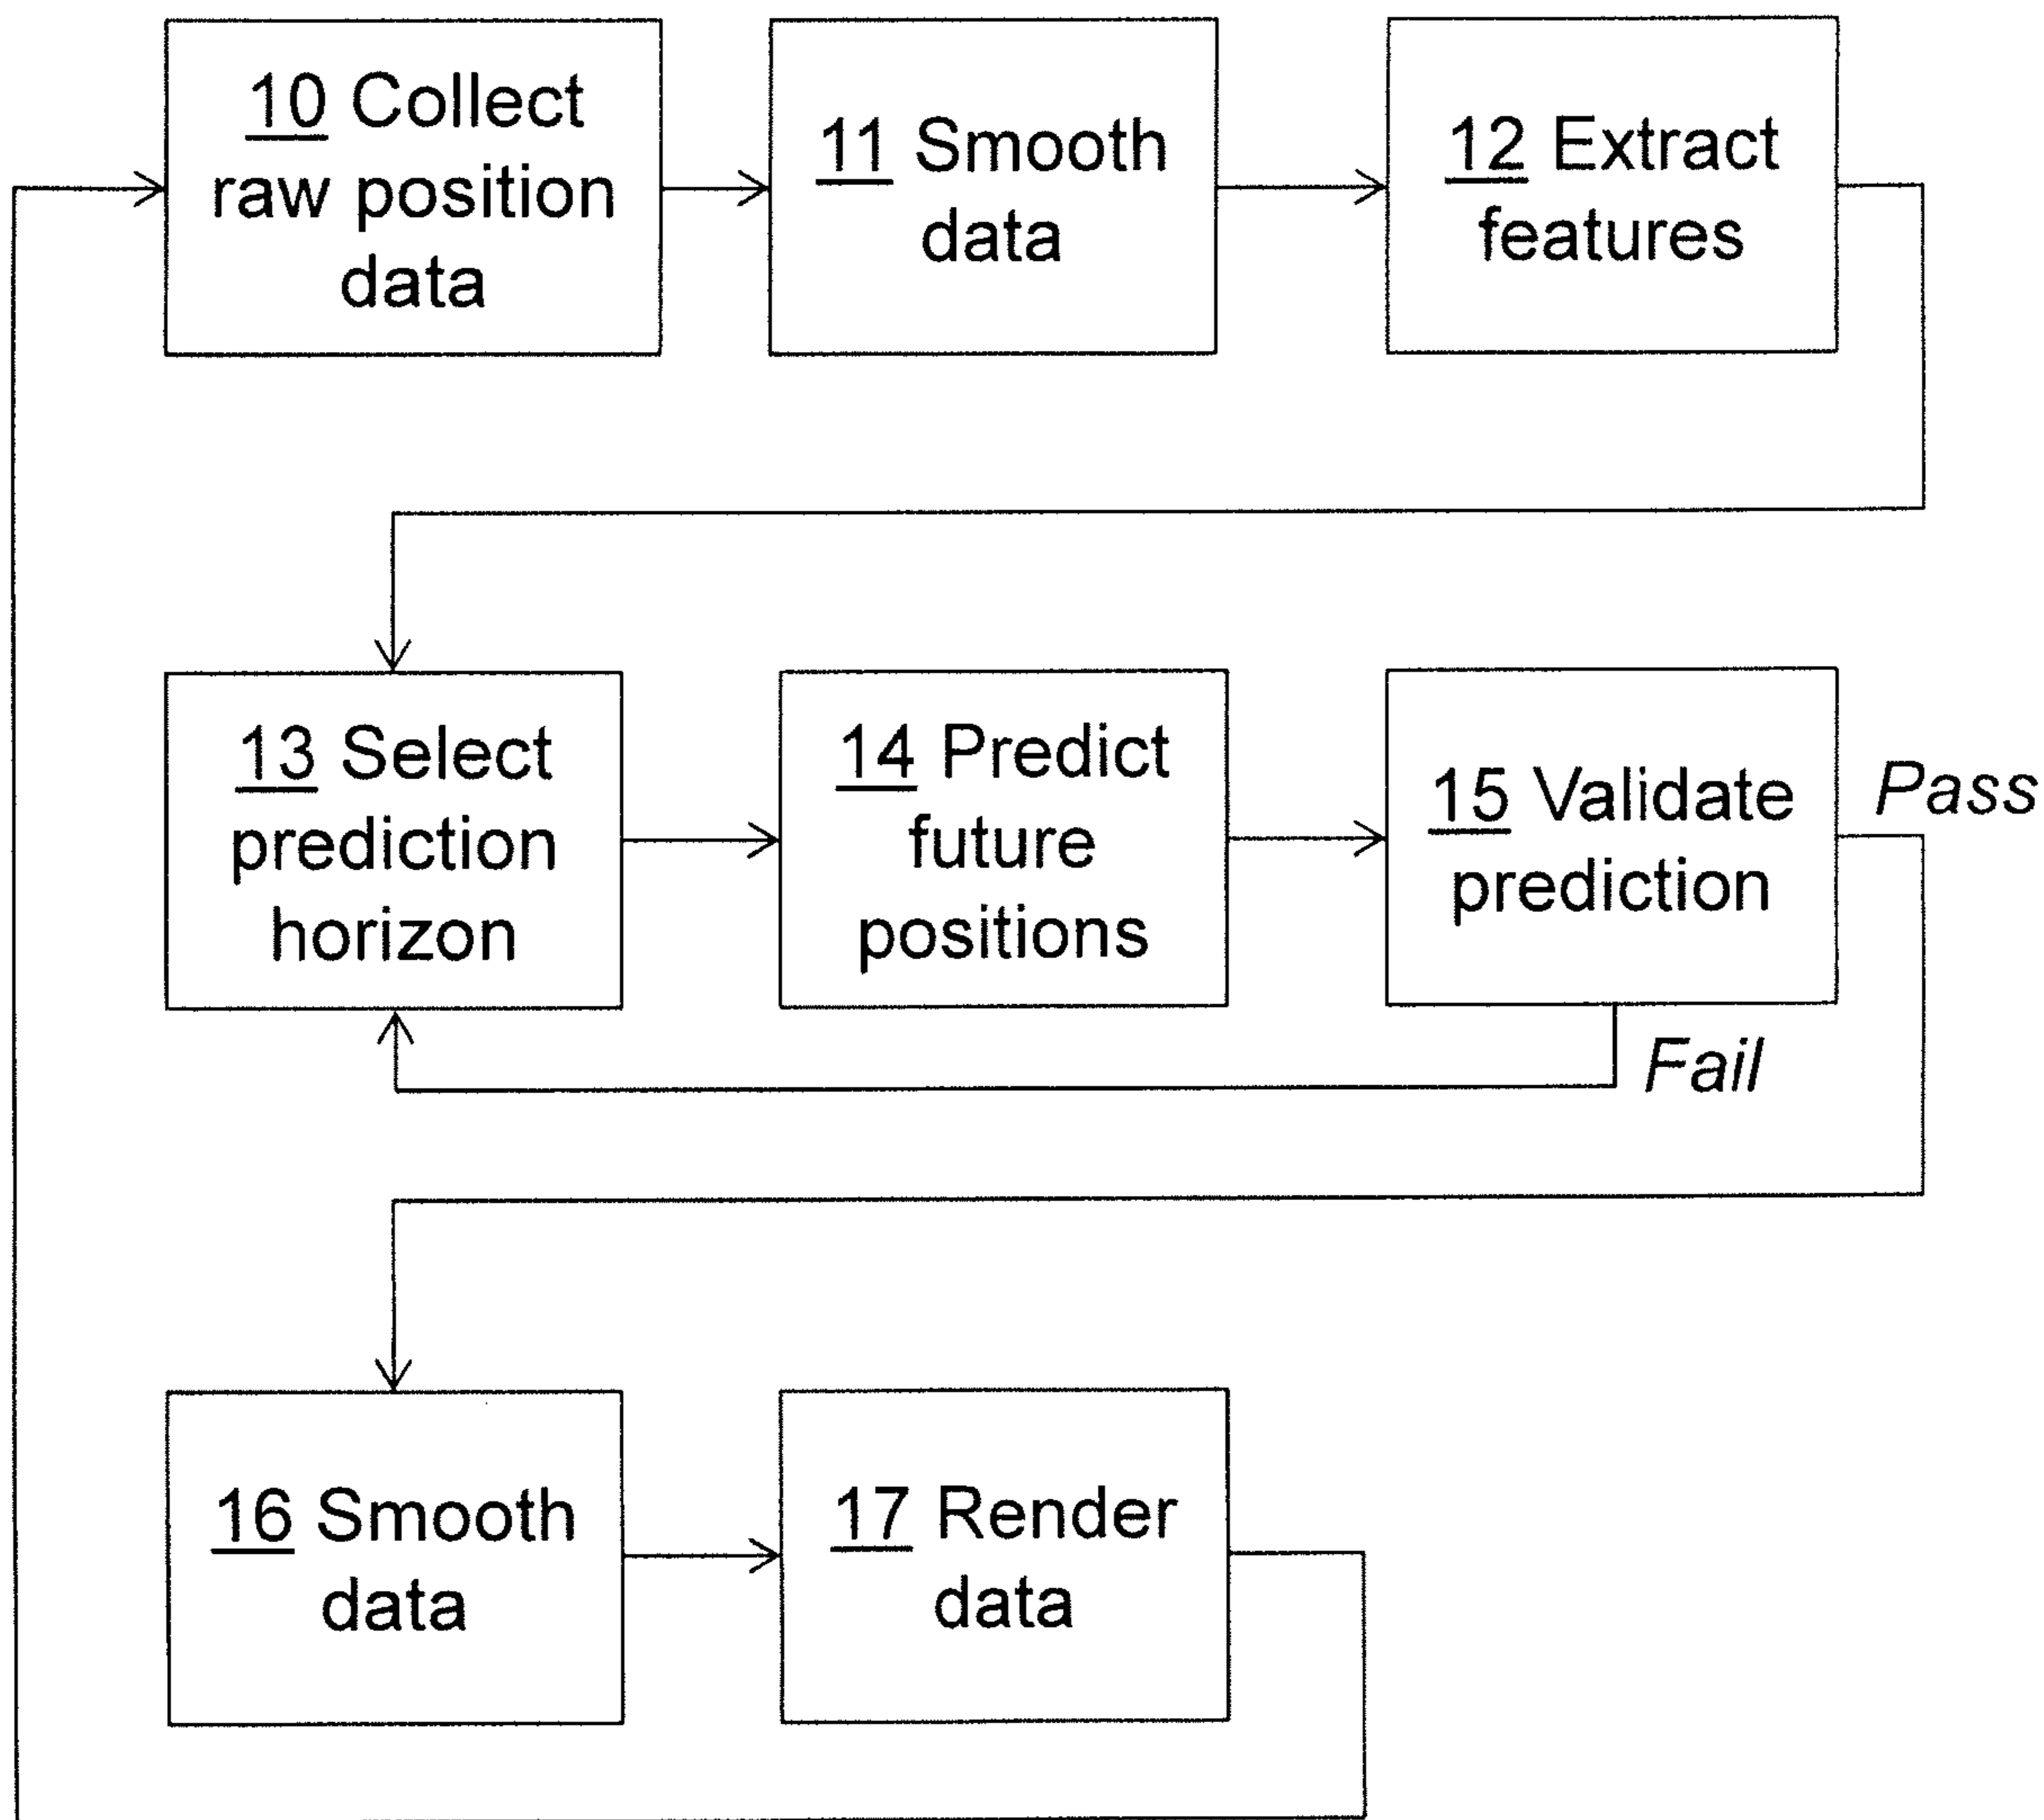 10 Collect
raw position
data
11 Smooth
data
12 Extract
features
13 Select
prediction
horizon
14 Predict
future
positions
15 Validate
prediction
Pass
Fail
16 Smooth
data
17 Render
data